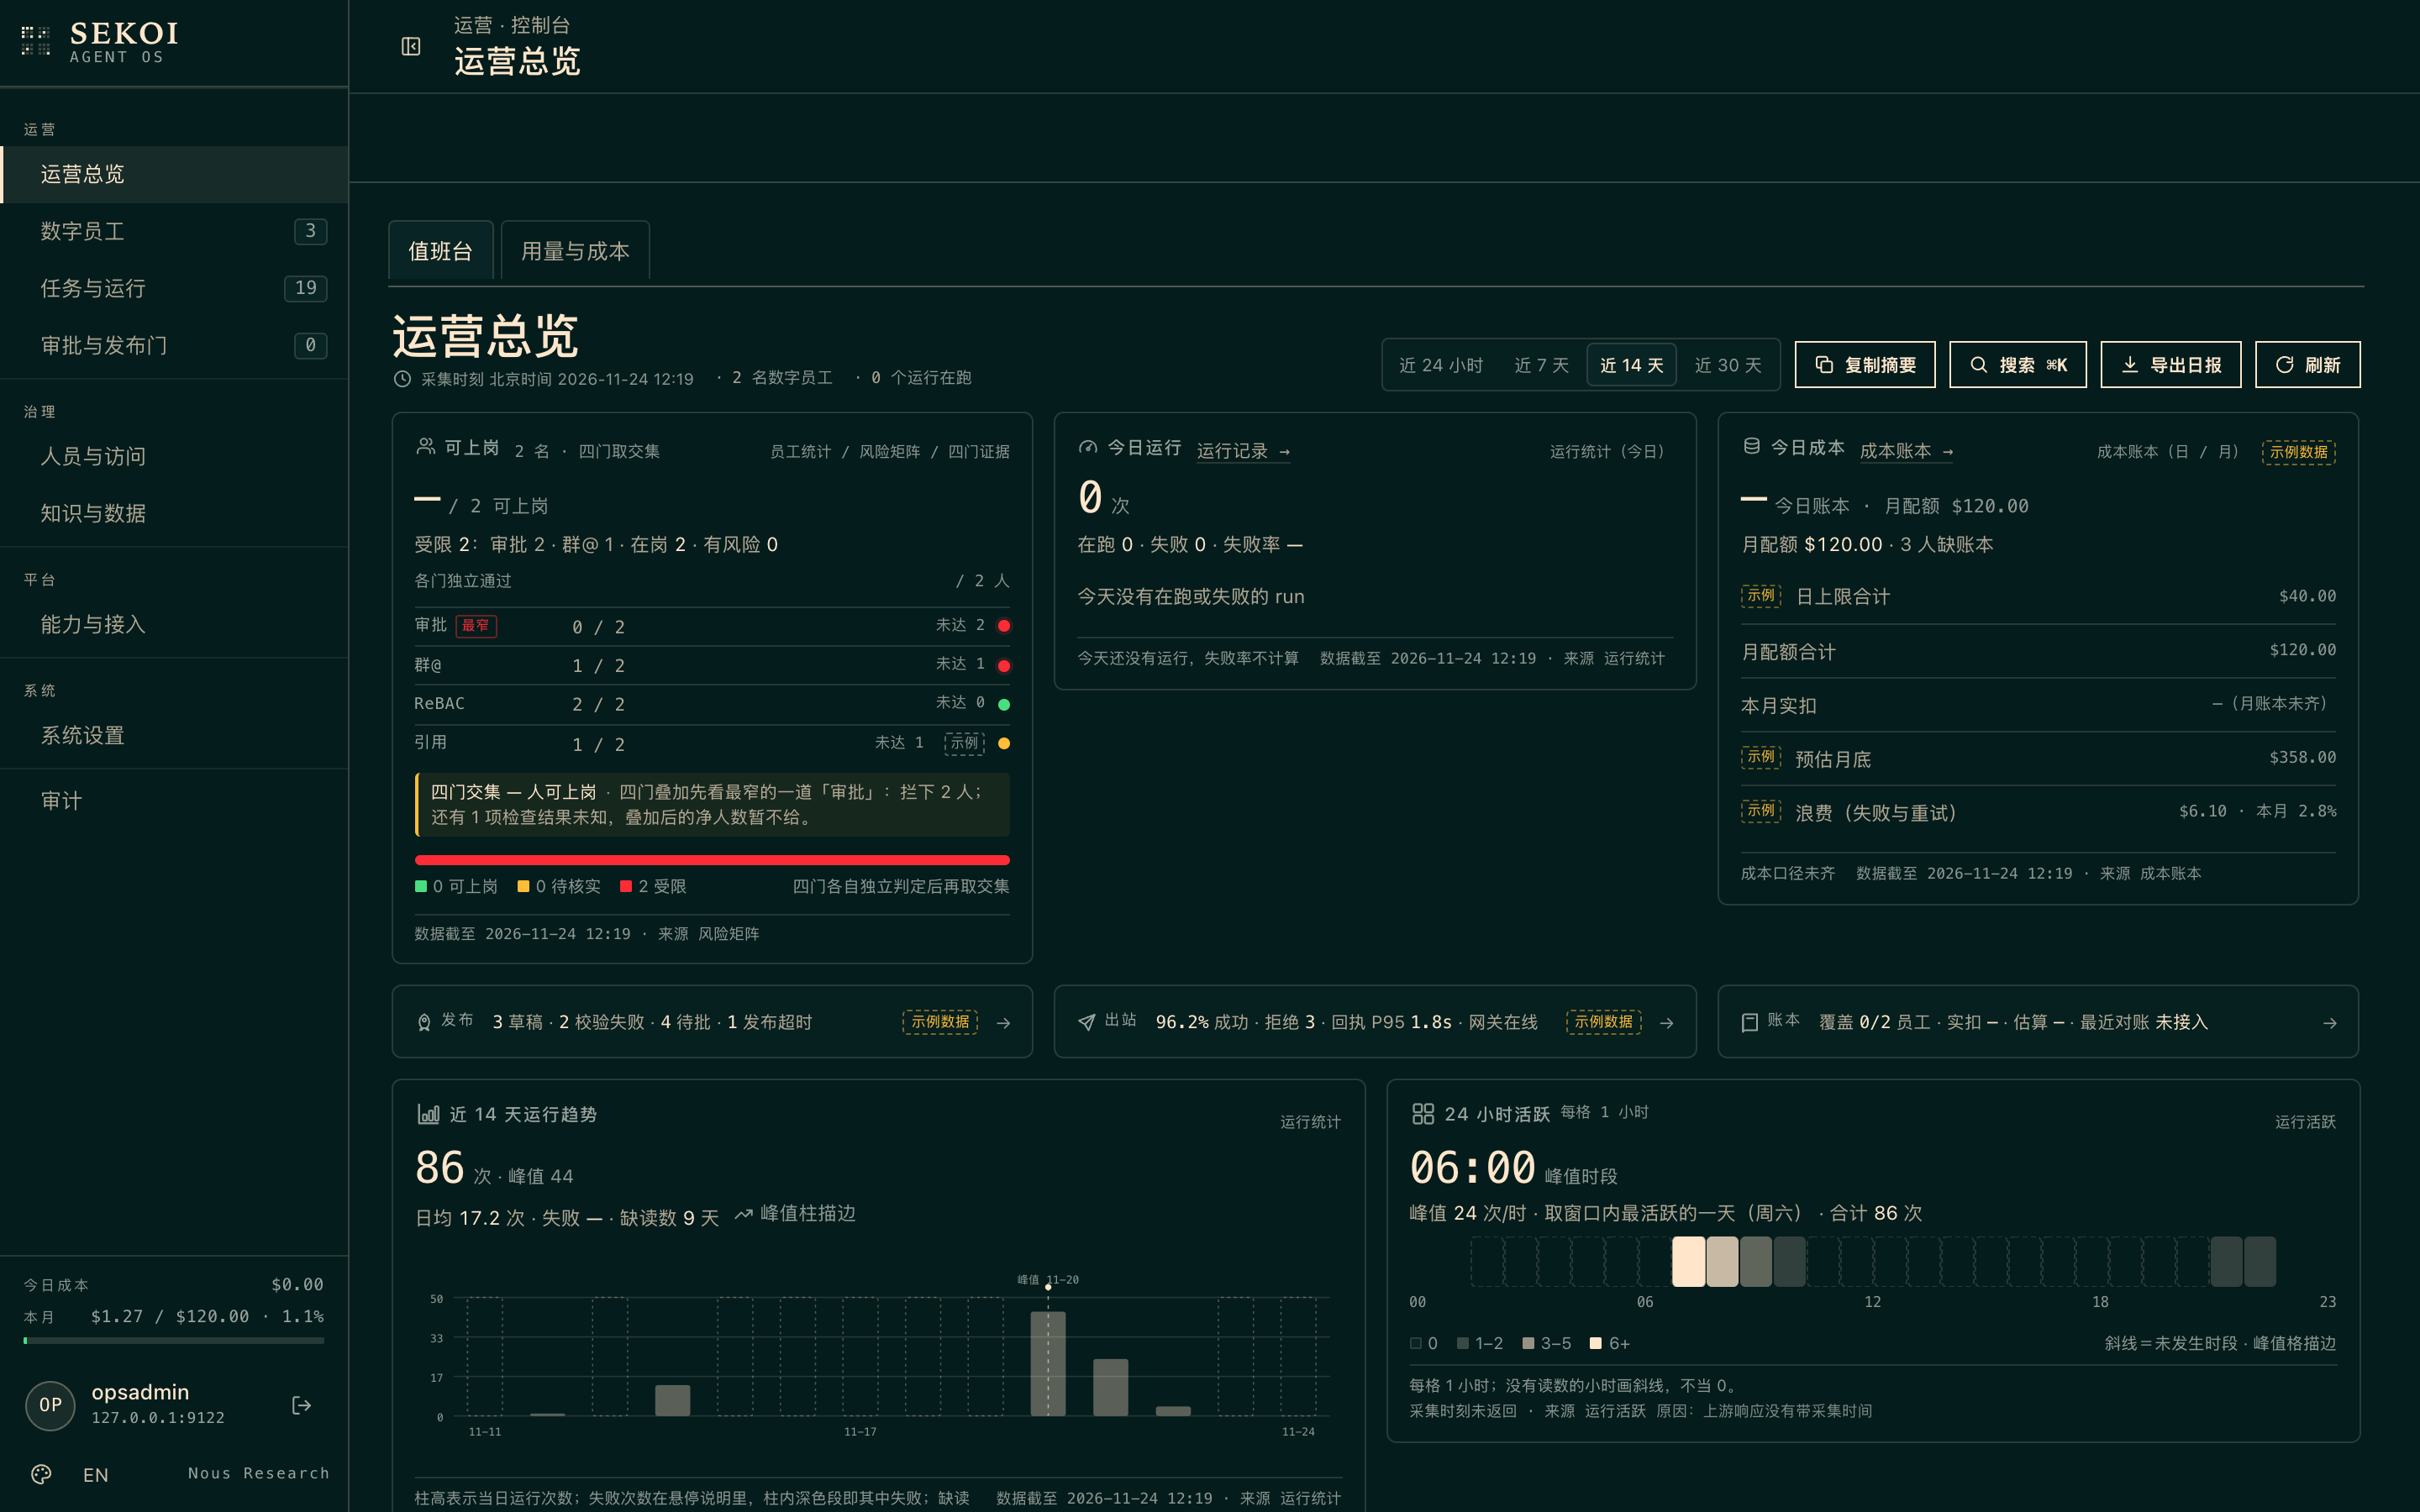 SEKOI
AGENT OS
运营
运营总览
数字员工 3
任务与运行 19
审批与发布门 0
治理
人员与访问
知识与数据
平台
能力与接入
系统
系统设置
审计
今日成本 $0.00
本月 $1.27 / $120.00 · 1.1%
OP
opsadmin
127.0.0.1:9122
EN
Nous Research
运营 · 控制台
运营总览
值班台
用量与成本
运营总览
采集时刻 北京时间 2026-11-24 12:19 · 2 名数字员工 · 0 个运行在跑
近 24 小时 近 7 天 近 14 天 近 30 天
复制摘要
搜索 ⌘K
导出日报
刷新
可上岗 2 名 · 四门取交集 员工统计 / 风险矩阵 / 四门证据
— / 2 可上岗
受限 2：审批 2 · 群@ 1 · 在岗 2 · 有风险 0
各门独立通过 / 2 人
审批 最窄 0 / 2 未达 2
群@ 1 / 2 未达 1
ReBAC 2 / 2 未达 0
引用 1 / 2 未达 1 示例
四门交集 — 人可上岗 · 四门叠加先看最窄的一道「审批」：拦下 2 人；
还有 1 项检查结果未知，叠加后的净人数暂不给。
0 可上岗 0 待核实 2 受限 四门各自独立判定后再取交集
数据截至 2026-11-24 12:19 · 来源 风险矩阵
今日运行 运行记录 → 运行统计（今日）
0 次
在跑 0 · 失败 0 · 失败率 —
今天没有在跑或失败的 run
今天还没有运行，失败率不计算 数据截至 2026-11-24 12:19 · 来源 运行统计
今日成本 成本账本 → 成本账本（日 / 月） 示例数据
— 今日账本 · 月配额 $120.00
月配额 $120.00 · 3 人缺账本
示例 日上限合计 $40.00
月配额合计 $120.00
本月实扣 —（月账本未齐）
示例 预估月底 $358.00
示例 浪费（失败与重试） $6.10 · 本月 2.8%
成本口径未齐 数据截至 2026-11-24 12:19 · 来源 成本账本
发布 3 草稿 · 2 校验失败 · 4 待批 · 1 发布超时 示例数据 →
出站 96.2% 成功 · 拒绝 3 · 回执 P95 1.8s · 网关在线 示例数据 →
账本 覆盖 0/2 员工 · 实扣 — · 估算 — · 最近对账 未接入 →
近 14 天运行趋势 运行统计
86 次 · 峰值 44
日均 17.2 次 · 失败 — · 缺读数 9 天 峰值柱描边
峰值 11-20
50
33
17
0
11-11 11-17 11-24
柱高表示当日运行次数；失败次数在悬停说明里，柱内深色段即其中失败；缺读 数据截至 2026-11-24 12:19 · 来源 运行统计
24 小时活跃 每格 1 小时 运行活跃
06:00 峰值时段
峰值 24 次/时 · 取窗口内最活跃的一天（周六） · 合计 86 次
00 06 12 18 23
0 1–2 3–5 6+ 斜线＝未发生时段 · 峰值格描边
每格 1 小时；没有读数的小时画斜线，不当 0。
采集时刻未返回 · 来源 运行活跃 原因：上游响应没有带采集时间